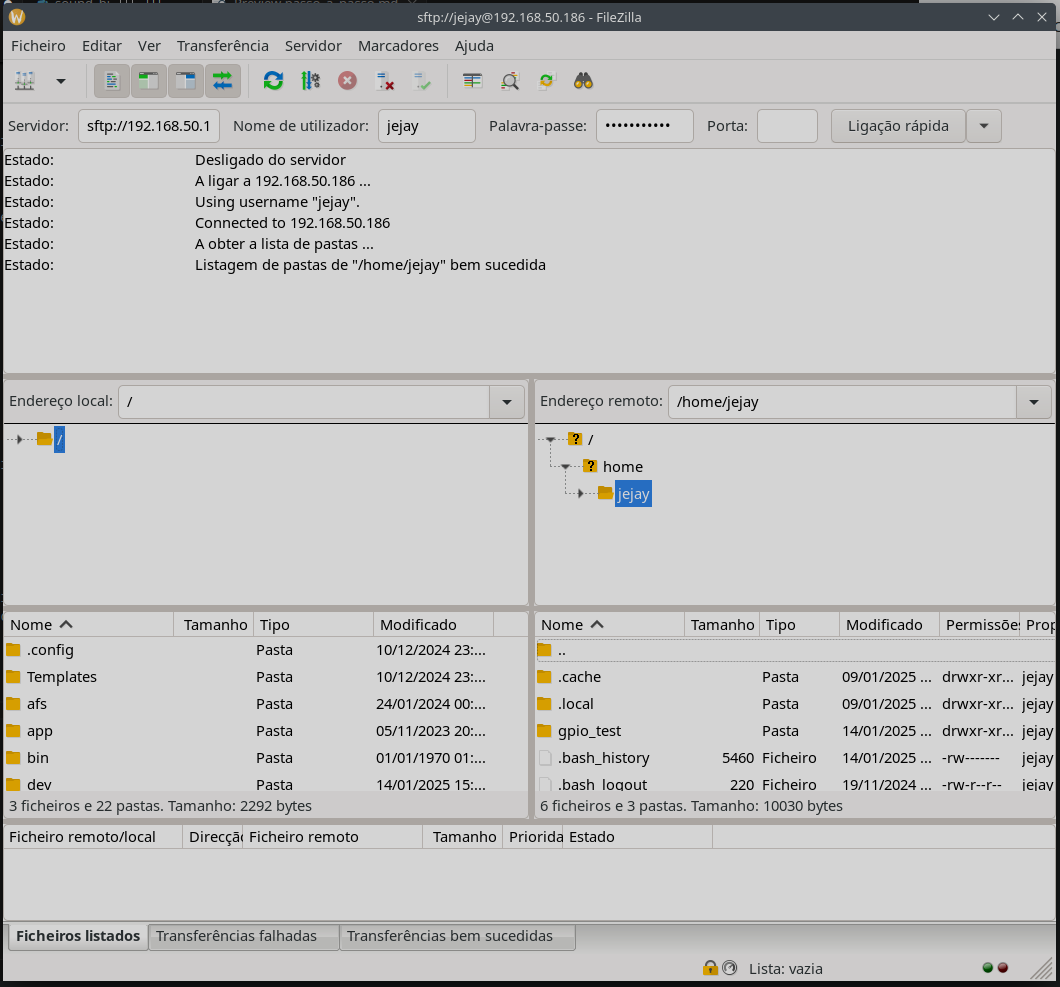 sftp://jejay@192.168.50.186 - FileZilla
Ficheiro Editar Ver Transferência Servidor Marcadores Ajuda
Servidor: sftp://192.168.50.1 Nome de utilizador: jejay Palavra-passe: ••••••••••• Porta: Ligação rápida
Estado: Desligado do servidor
Estado: A ligar a 192.168.50.186 ...
Estado: Using username "jejay".
Estado: Connected to 192.168.50.186
Estado: A obter a lista de pastas ...
Estado: Listagem de pastas de "/home/jejay" bem sucedida
Endereço local: /
/
Nome Tamanho Tipo Modificado
.config Pasta 10/12/2024 23:...
Templates Pasta 10/12/2024 23:...
afs Pasta 24/01/2024 00:...
app Pasta 05/11/2023 20:...
bin Pasta 01/01/1970 01:...
dev Pasta 14/01/2025 15:...
3 ficheiros e 22 pastas. Tamanho: 2292 bytes
Endereço remoto: /home/jejay
/
home
jejay
Nome Tamanho Tipo Modificado Permissões Prop
..
.cache Pasta 09/01/2025 ... drwxr-xr... jejay
.local Pasta 09/01/2025 ... drwxr-xr... jejay
gpio_test Pasta 14/01/2025 ... drwxr-xr... jejay
.bash_history 5460 Ficheiro 14/01/2025 ... -rw------- jejay
.bash_logout 220 Ficheiro 19/11/2024 ... -rw-r--r-- jejay
6 ficheiros e 3 pastas. Tamanho: 10030 bytes
Ficheiro remoto/local Direcção Ficheiro remoto Tamanho Priorida Estado
Ficheiros listados Transferências falhadas Transferências bem sucedidas
Lista: vazia